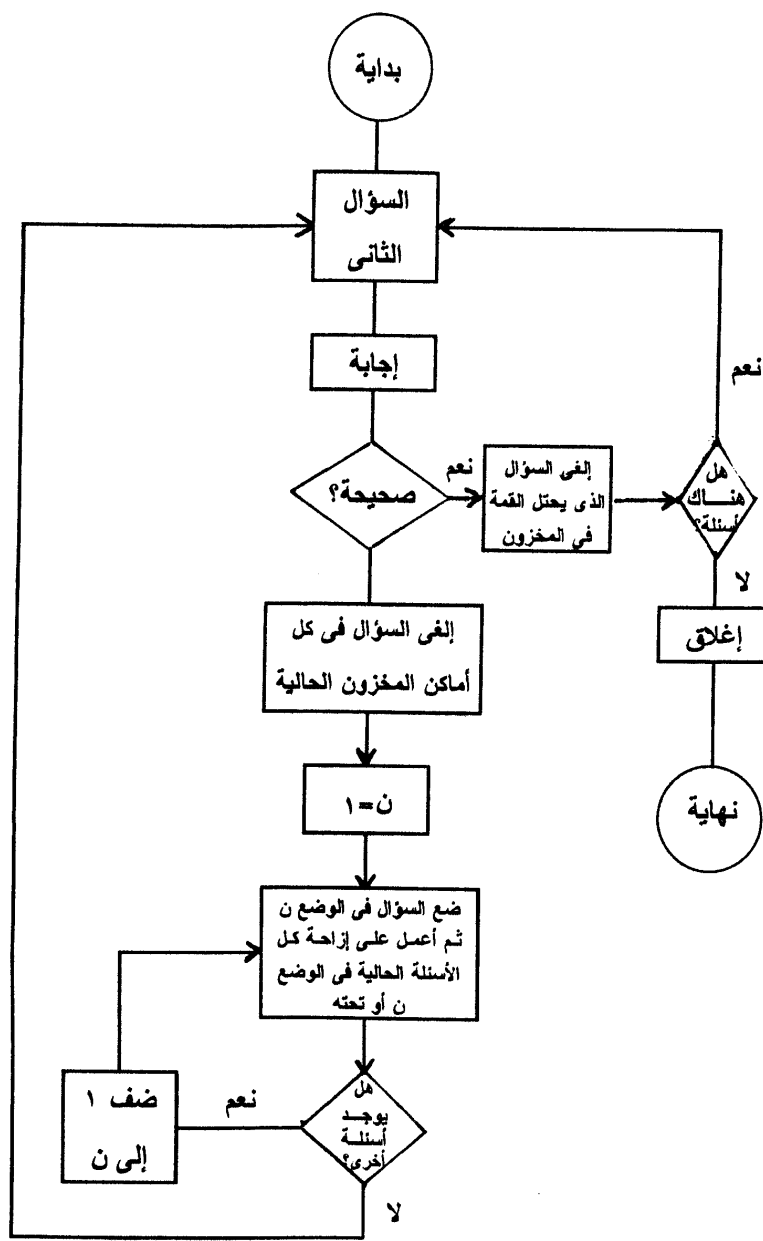 بداية
السؤال
الثانى
إجابة
صحيحة؟
نعم
إلغى السؤال
الذى يحتل القمة
في المخزون
هل
هناك
أسئلة؟
نعم
لا
إغلاق
نهاية
إلغى السؤال فى كل
أماكن المخزون الحالية
ن=١
ضع السؤال فى الوضع ن
ثم أعمل على إزاحة كل
الأسئلة الحالية فى الوضع
ن أو تحته
هل
يوجد
أسئلة
أخرى؟
نعم
ضف ١
إلى ن
لا